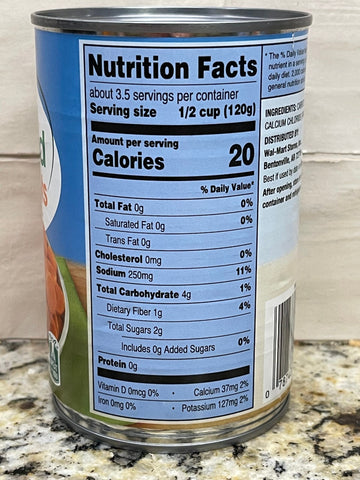 Nutrition Facts
about 3.5 servings per container
Serving size 1/2 cup (120g)
Amount per serving
Calories 20
% Daily Value*
Total Fat 0g 0%
Saturated Fat 0g 0%
Trans Fat 0g
Cholesterol 0mg 0%
Sodium 250mg 11%
Total Carbohydrate 4g 1%
Dietary Fiber 1g 4%
Total Sugars 2g
Includes 0g Added Sugars 0%
Protein 0g
Vitamin D 0mcg 0% • Calcium 37mg 2%
Iron 0mg 0% • Potassium 127mg 2%
* The % Daily Value
nutrient in a serving
daily diet. 2,000
general nutrition
INGREDIENTS:
CALCIUM CHLORIDE
DISTRIBUTED BY:
Wal-Mart Stores,
Bentonville, AR
Best if used by
After opening,
container and